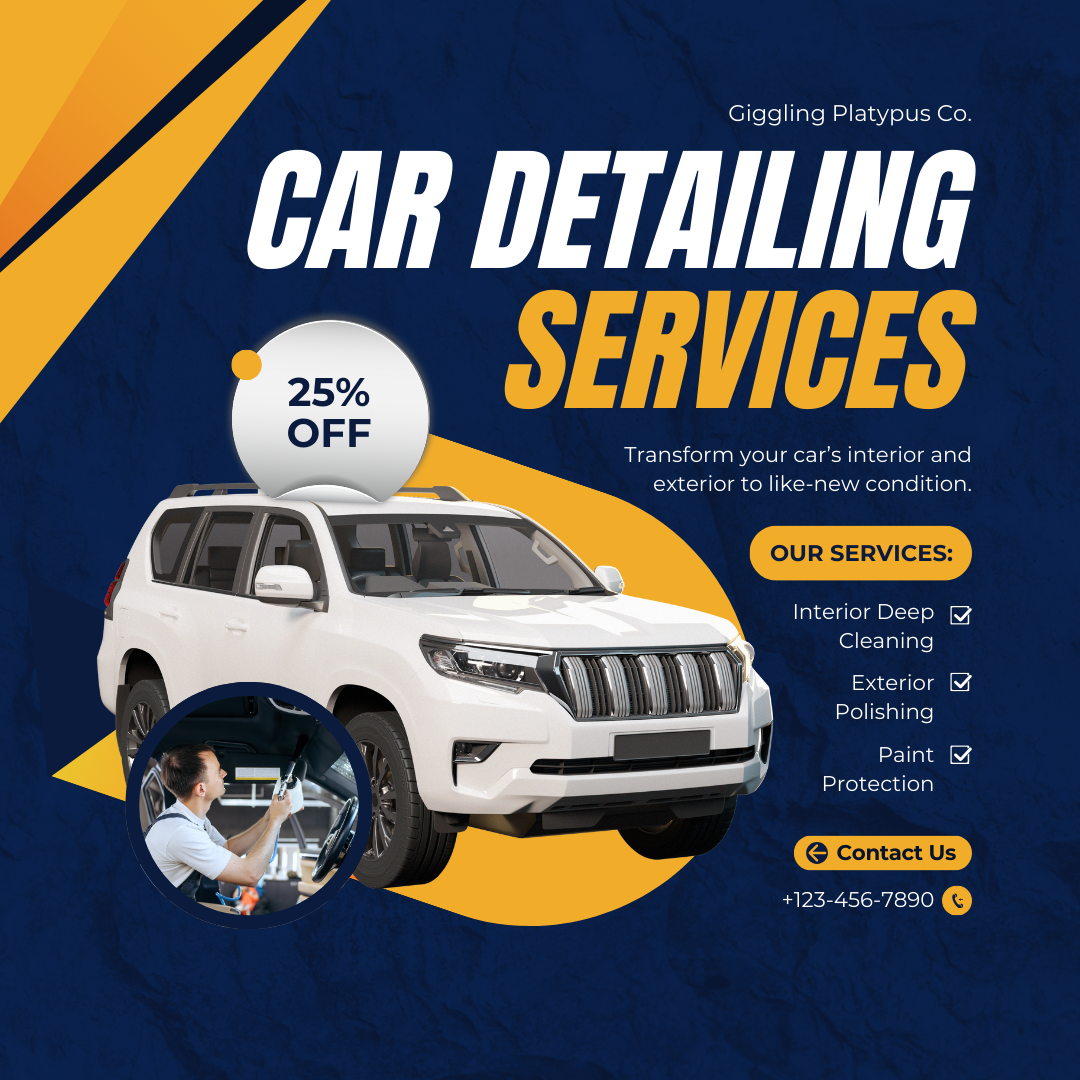 Giggling Platypus Co.
CAR DETAILING
SERVICES
25%
OFF
Transform your car’s interior and
exterior to like-new condition.
OUR SERVICES:
Interior Deep
Cleaning
Exterior
Polishing
Paint
Protection
Contact Us
+123-456-7890